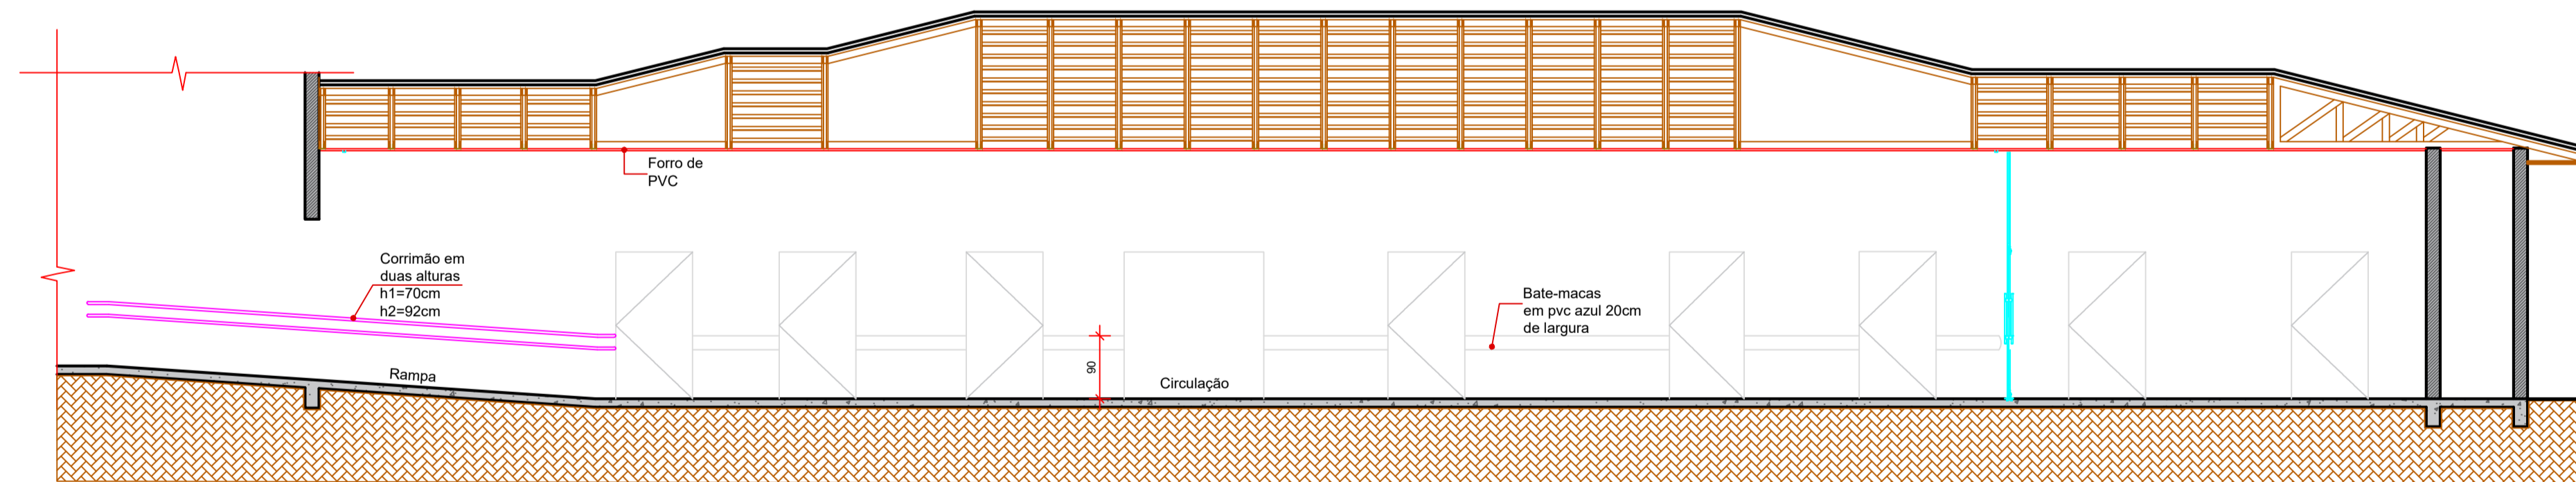 Forro de
PVC
Corrimão em
duas alturas
h1=70cm
h2=92cm
Bate-macas
em pvc azul 20cm
de largura
Rampa
90
Circulação